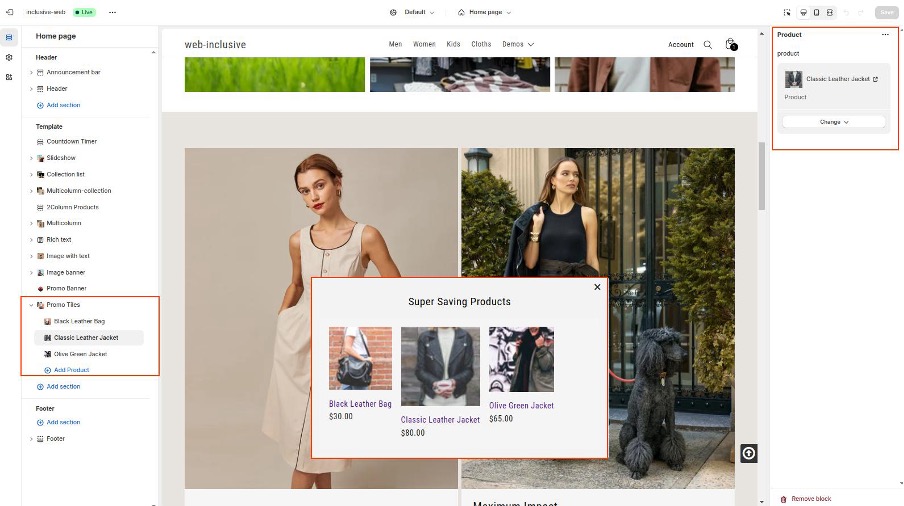 inclusive-web
Live
Default
Home page
Save
Home page
Header
Announcement bar
Header
Add section
Template
Countdown Timer
Slideshow
Collection list
Multicolumn-collection
2Column Products
Multicolumn
Rich text
Image with text
Image banner
Promo Banner
Promo Tiles
Black Leather Bag
Classic Leather Jacket
Olive Green Jacket
Add Product
Add section
Footer
Add section
Footer
web-inclusive
Men Women Kids Cloths Demos
Account
1
Super Saving Products
Black Leather Bag
$30.00
Classic Leather Jacket
$80.00
Olive Green Jacket
$65.00
Maximum Impact
Product
product
Classic Leather Jacket
Product
Change
Remove block